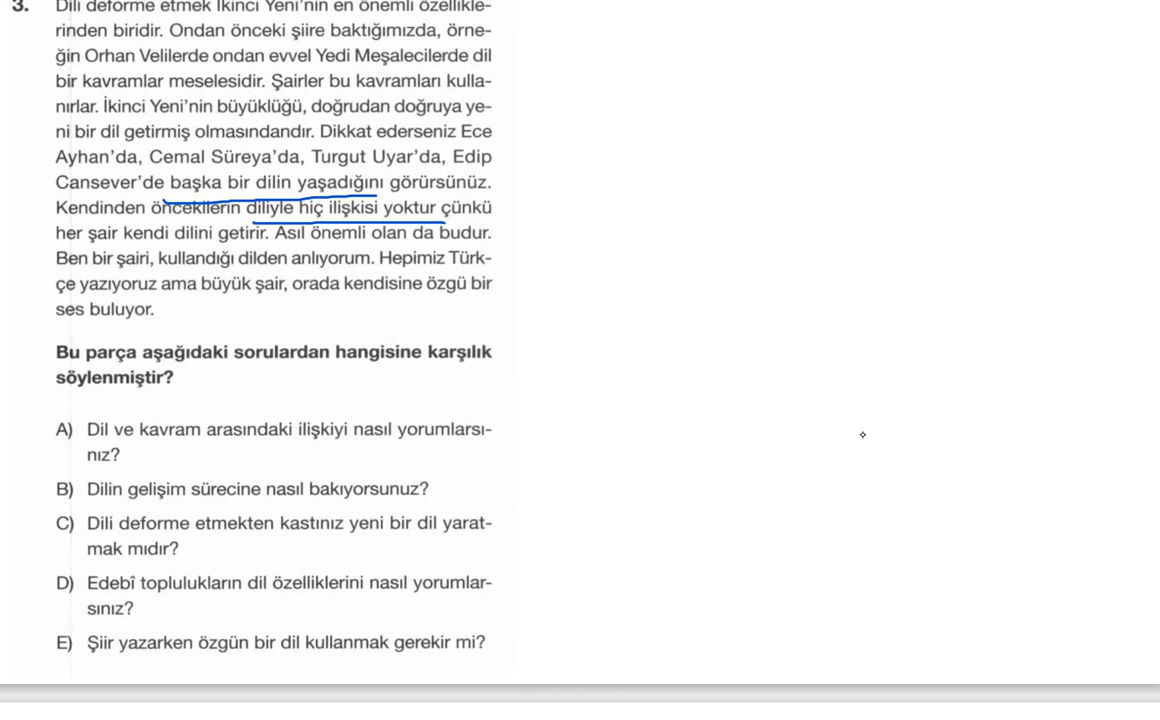 3. Dili deforme etmek İkinci Yeni'nin en önemli özellikle-
rinden biridir. Ondan önceki şiire baktığımızda, örne-
ğin Orhan Velilerde ondan evvel Yedi Meşalecilerde dil
bir kavramlar meselesidir. Şairler bu kavramları kulla-
nırlar. İkinci Yeni'nin büyüklüğü, doğrudan doğruya ye-
ni bir dil getirmiş olmasındandır. Dikkat ederseniz Ece
Ayhan'da, Cemal Süreya'da, Turgut Uyar'da, Edip
Cansever'de başka bir dilin yaşadığını görürsünüz.
Kendinden öncekilerin diliyle hiç ilişkisi yoktur çünkü
her şair kendi dilini getirir. Asıl önemli olan da budur.
Ben bir şairi, kullandığı dilden anlıyorum. Hepimiz Türk-
çe yazıyoruz ama büyük şair, orada kendisine özgü bir
ses buluyor.
Bu parça aşağıdaki sorulardan hangisine karşılık
söylenmiştir?
A) Dil ve kavram arasındaki ilişkiyi nasıl yorumlarsı-
nız?
B) Dilin gelişim sürecine nasıl bakıyorsunuz?
C) Dili deforme etmekten kastınız yeni bir dil yarat-
mak mıdır?
D) Edebî toplulukların dil özelliklerini nasıl yorumlar-
sınız?
E) Şiir yazarken özgün bir dil kullanmak gerekir mi?